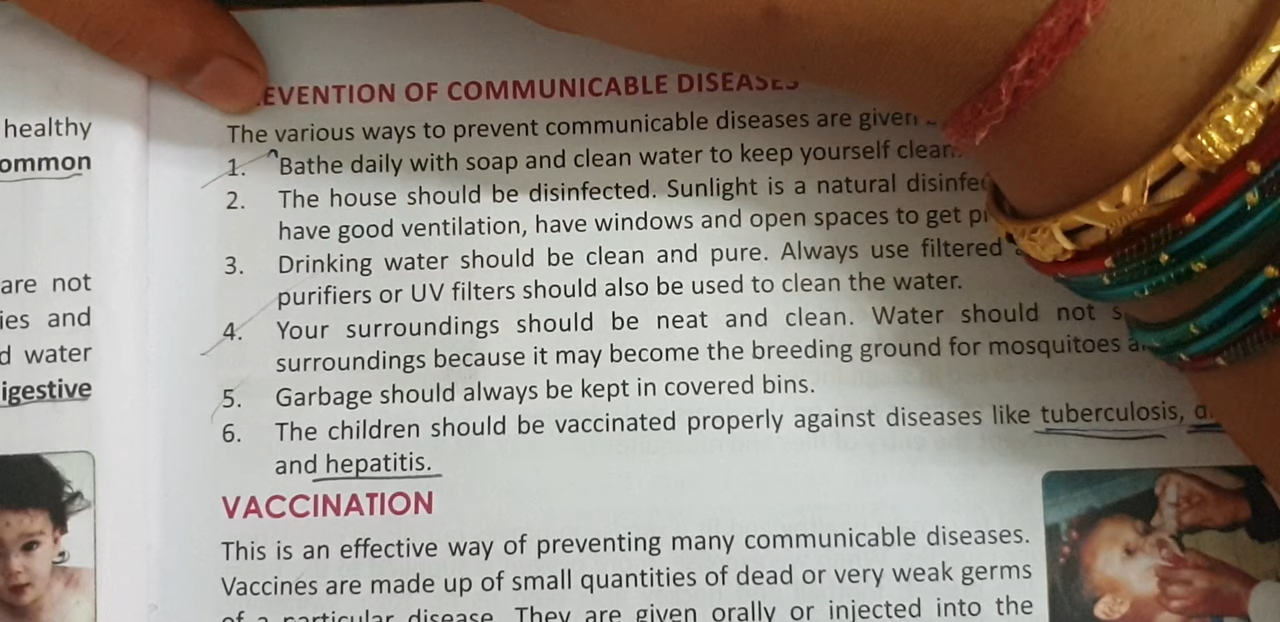 healthy
ommon
are not
ies and
d water
igestive
EVENTION OF COMMUNICABLE DISEASES
The various ways to prevent communicable diseases are given
1. Bathe daily with soap and clean water to keep yourself clean.
2. The house should be disinfected. Sunlight is a natural
have good ventilation, have windows and open spaces to get
3. Drinking water should be clean and pure. Always use filtered
purifiers or UV filters should also be used to clean the water.
4. Your surroundings should be neat and clean. Water should not
surroundings because it may become the breeding ground for mosquitoes
5. Garbage should always be kept in covered bins.
6. The children should be vaccinated properly against diseases like tuberculosis,
and hepatitis.
VACCINATION
This is an effective way of preventing many communicable diseases.
Vaccines are made up of small quantities of dead or very weak germs
of a particular disease. They are given orally or injected into the